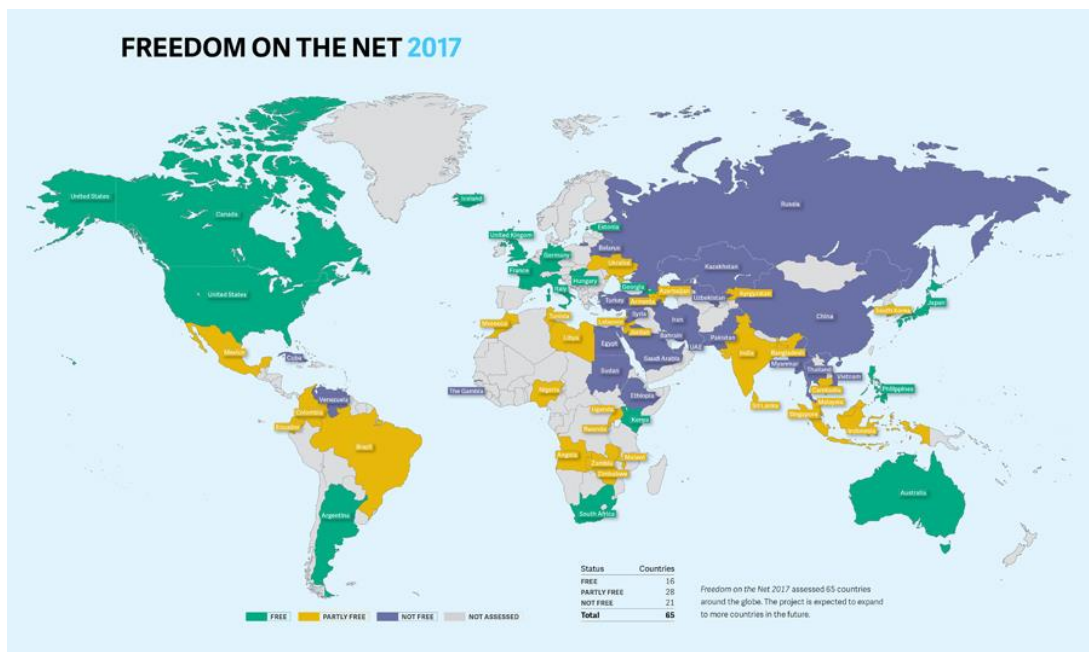 FREEDOM ON THE NET 2017
United States
Canada
Iceland
Russia
Estonia
United Kingdom
Belarus
Germany
Ukraine
France
Hungary
Kazakhstan
Italy
Georgia
Azerbaijan
Kyrgyzstan
United States
Turkey
Armenia
Uzbekistan
Japan
Syria
South Korea
Tunisia
Lebanon
Iran
China
Morocco
Jordan
Libya
Bahrain
Pakistan
Egypt
UAE
Mexico
India
Bangladesh
Cuba
Saudi Arabia
Myanmar
Sudan
Thailand
Vietnam
The Gambia
Nigeria
Ethiopia
Cambodia
Philippines
Venezuela
Malaysia
Colombia
Uganda
Sri Lanka
Singapore
Ecuador
Kenya
Rwanda
Indonesia
Brazil
Angola
Malawi
Zambia
Zimbabwe
Australia
Argentina
South Africa
Status Countries
FREE 16
PARTLY FREE 28
NOT FREE 21
Total 65
Freedom on the Net 2017 assessed 65 countries
around the globe. The project is expected to expand
to more countries in the future.
FREE PARTLY FREE NOT FREE NOT ASSESSED